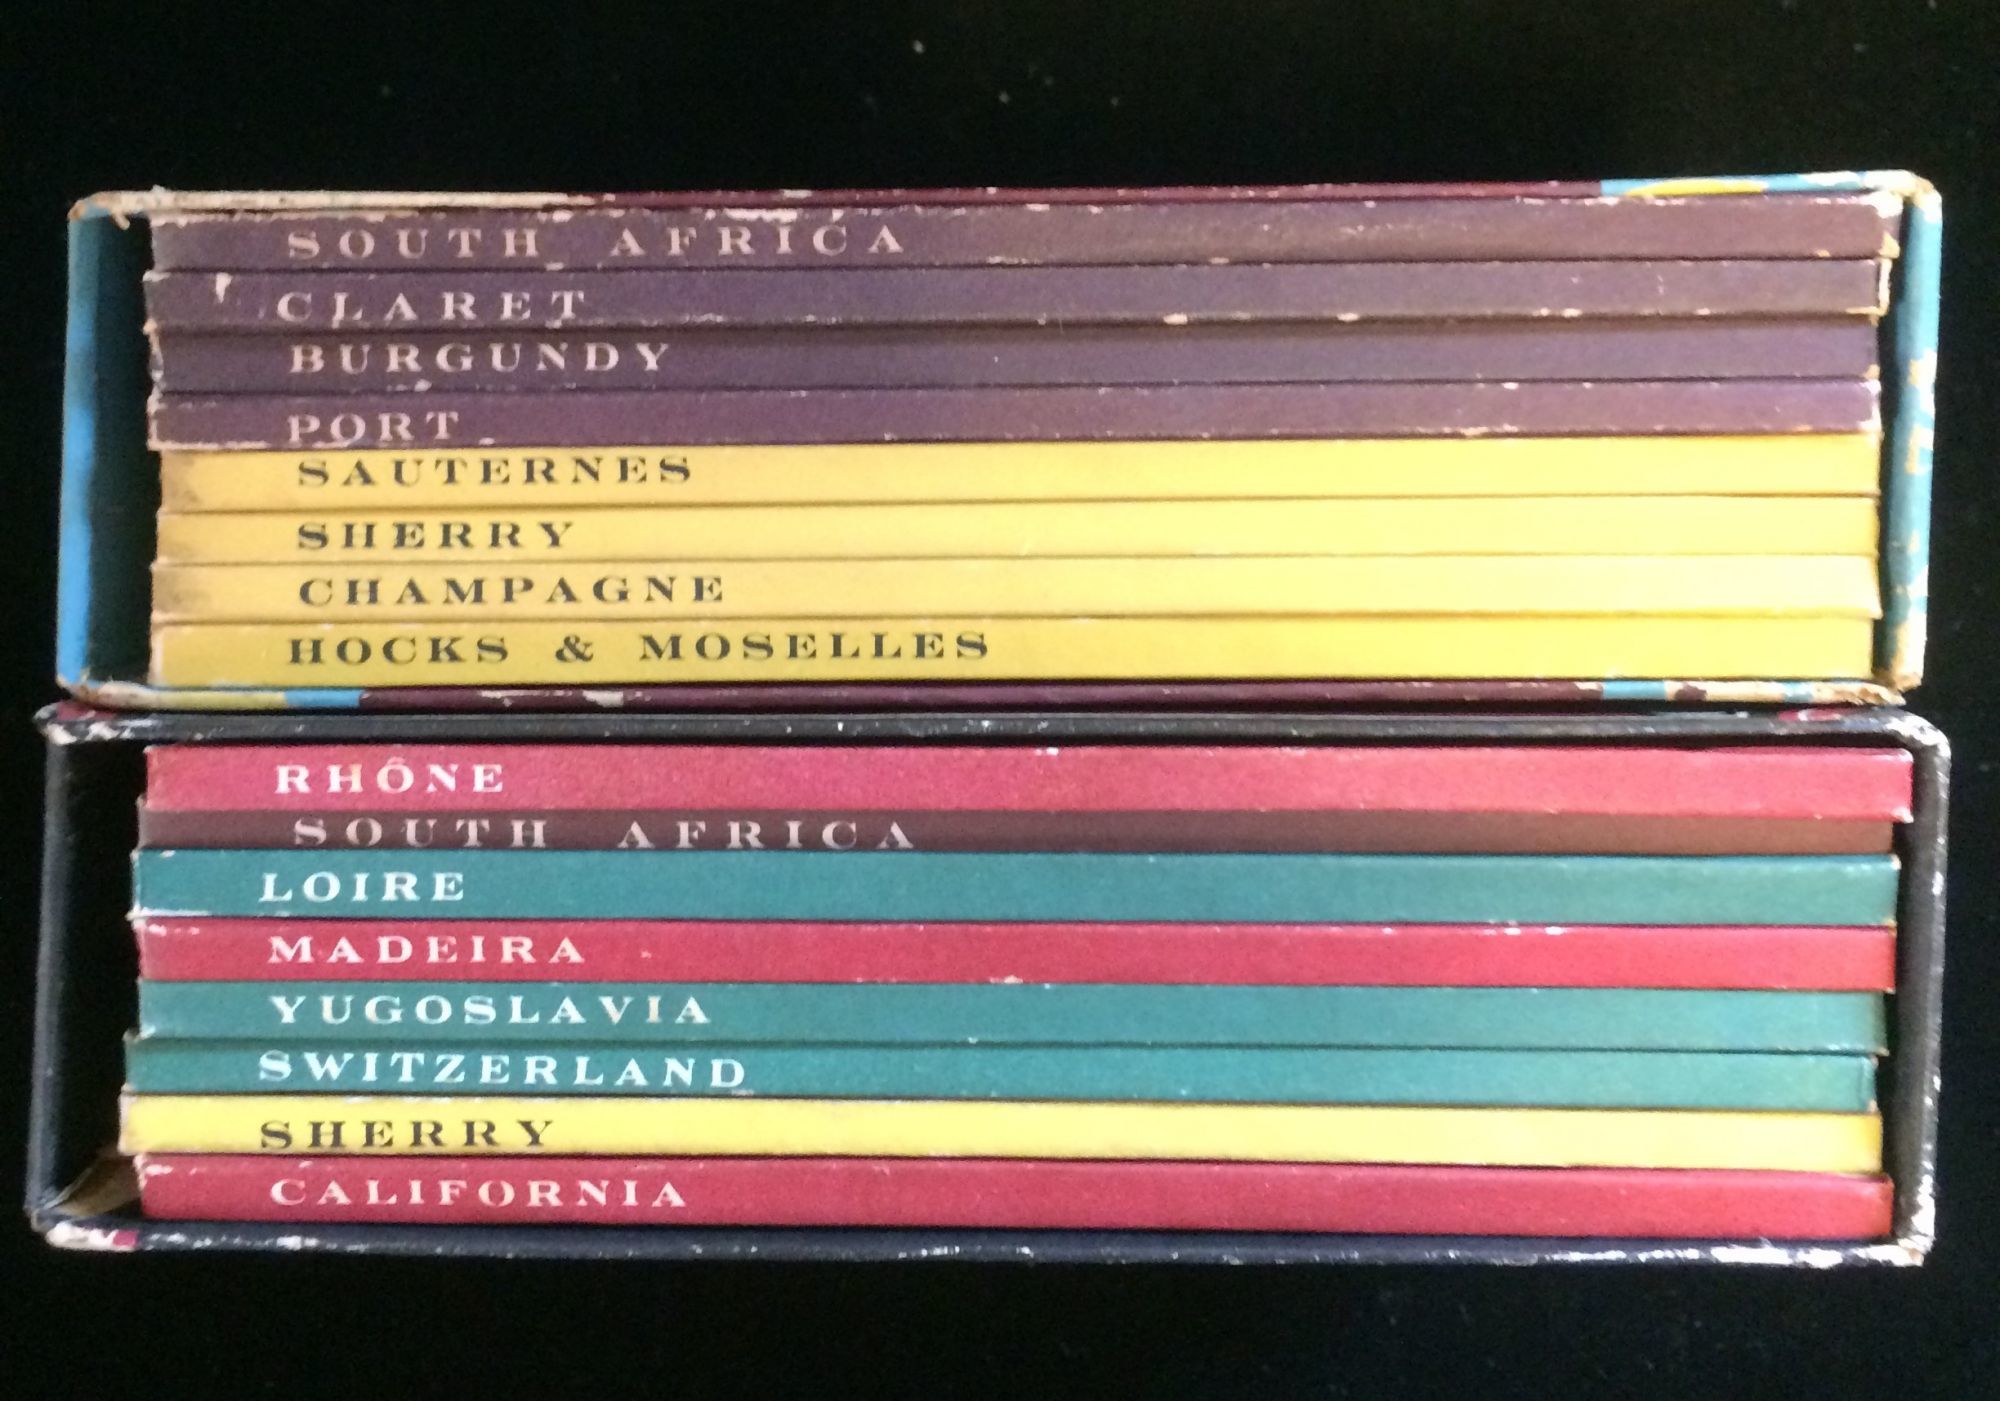 SOUTH AFRICA
CLARET
BURGUNDY
PORT
SAUTERNES
SHERRY
CHAMPAGNE
HOCKS & MOSELLES
RHÔNE
SOUTH AFRICA
LOIRE
MADEIRA
YUGOSLAVIA
SWITZERLAND
SHERRY
CALIFORNIA